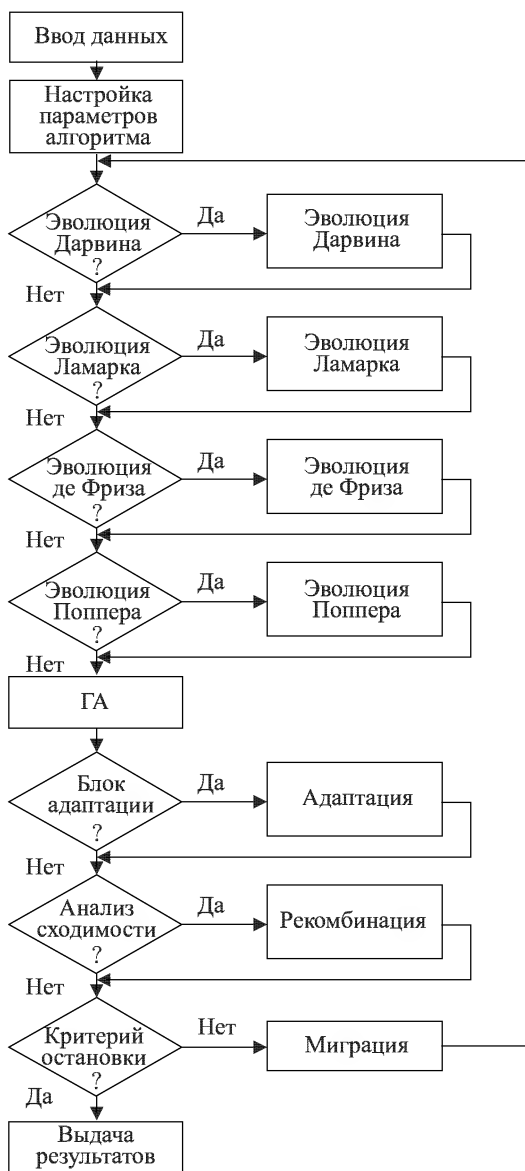 Ввод данных
Настройка
параметров
алгоритма
Эволюция
Дарвина
?
Да
Эволюция
Дарвина
Нет
Эволюция
Ламарка
?
Да
Эволюция
Ламарка
Нет
Эволюция
де Фриза
?
Да
Эволюция
де Фриза
Нет
Эволюция
Поппера
?
Да
Эволюция
Поппера
Нет
ГА
Блок
адаптации
?
Да
Адаптация
Нет
Анализ
сходимости
?
Да
Рекомбинация
Нет
Критерий
остановки
?
Нет
Миграция
Да
Выдача
результатов